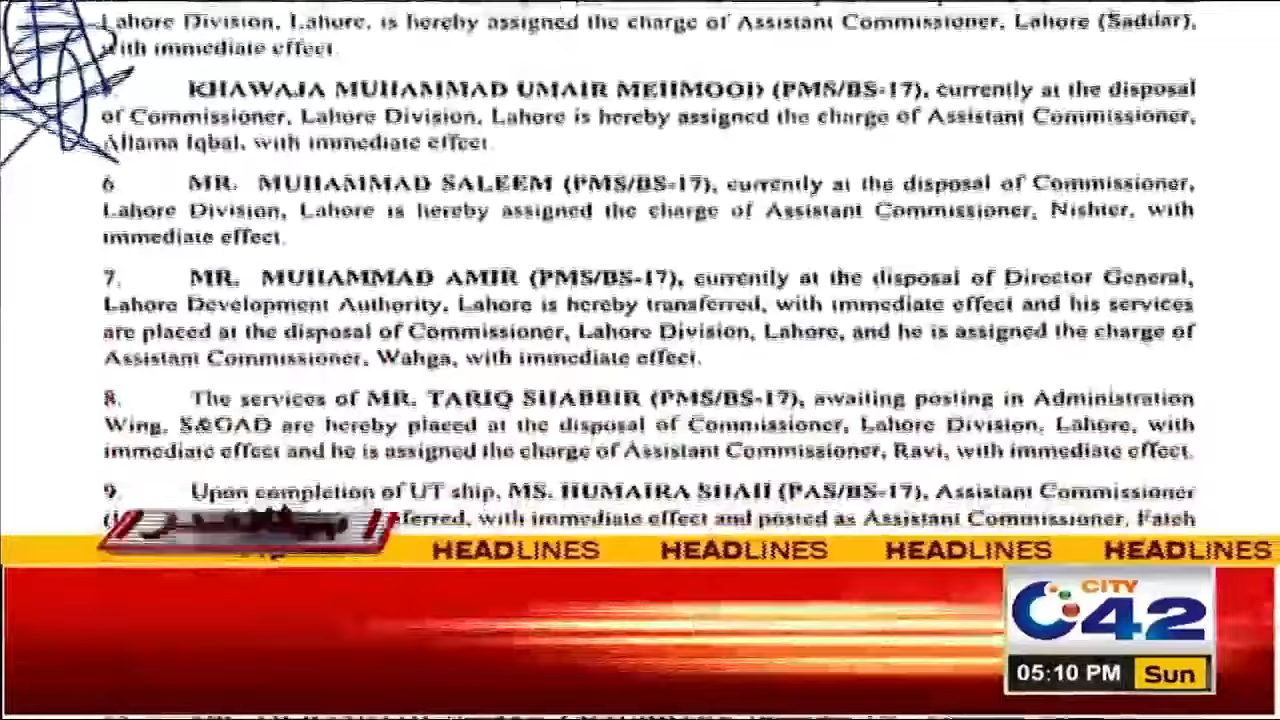 Lahore Division, Lahore, is hereby assigned the charge of Assistant Commissioner, Lahore (Saddar),
with immediate effect.
KHAWAJA MUHAMMAD UMAIR MEHMOOD (PMS/BS-17), currently at the disposal
of Commissioner, Lahore Division, Lahore is hereby assigned the charge of Assistant Commissioner,
Allama Iqbal, with immediate effect.
6 MR. MUHAMMAD SALEEM (PMS/BS-17), currently at the disposal of Commissioner,
Lahore Division, Lahore is hereby assigned the charge of Assistant Commissioner, Nishter, with
immediate effect.
7. MR. MUHAMMAD AMIR (PMS/BS-17), currently at the disposal of Director General,
Lahore Development Authority, Lahore is hereby transferred, with immediate effect and his services
are placed at the disposal of Commissioner, Lahore Division, Lahore, and he is assigned the charge of
Assistant Commissioner, Wahga, with immediate effect.
8. The services of MR. TARIQ SHABBIR (PMS/BS-17), awaiting posting in Administration
Wing, S&GAD are hereby placed at the disposal of Commissioner, Lahore Division, Lahore, with
immediate effect and he is assigned the charge of Assistant Commissioner, Ravi, with immediate effect.
9. Upon completion of UT ship, MS. HUMAIRA SHAH (PAS/BS-17), Assistant Commissioner
ferred, with immediate effect and posted as Assistant Commissioner, Fateh
HEADLINES HEADLINES HEADLINES HEADLINES
CITY
42
05:10 PM Sun